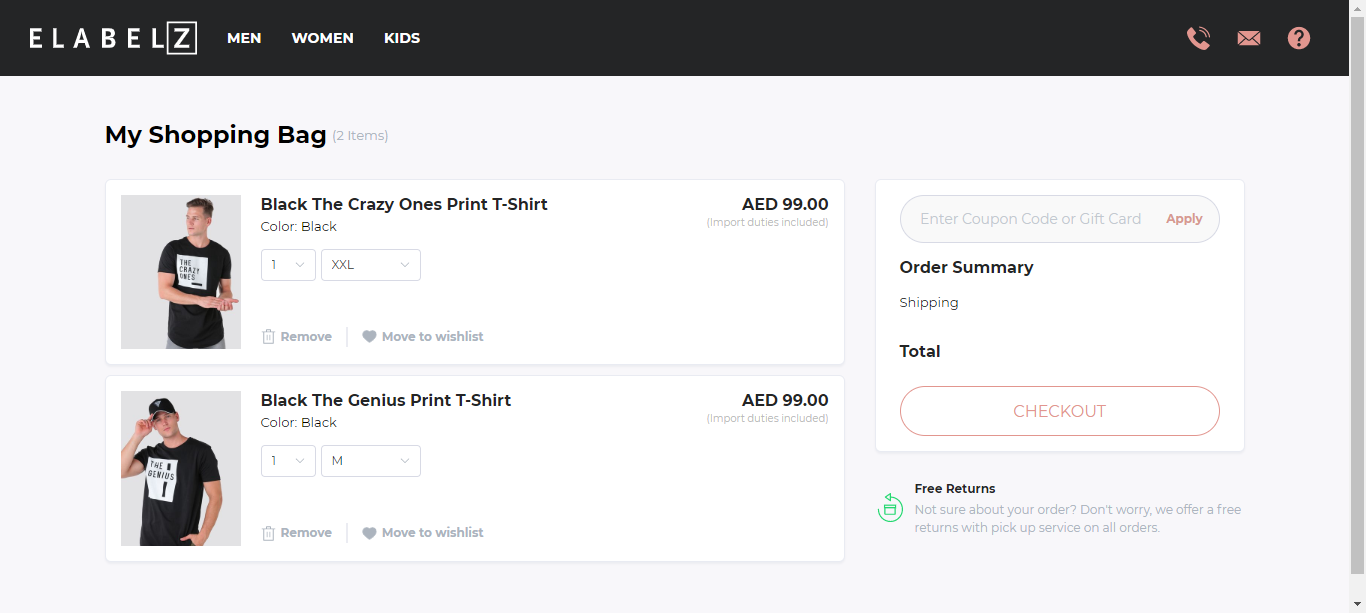 ELABELZ MEN WOMEN KIDS
My Shopping Bag (2 Items)
Black The Crazy Ones Print T-Shirt
Color: Black
1 XXL
Remove Move to wishlist
AED 99.00
(Import duties included)
THE
CRAZY
ONES
Black The Genius Print T-Shirt
Color: Black
1 M
Remove Move to wishlist
AED 99.00
(Import duties included)
THE
GENIUS
Enter Coupon Code or Gift Card Apply
Order Summary
Shipping
Total
CHECKOUT
Free Returns
Not sure about your order? Don't worry, we offer a free
returns with pick up service on all orders.